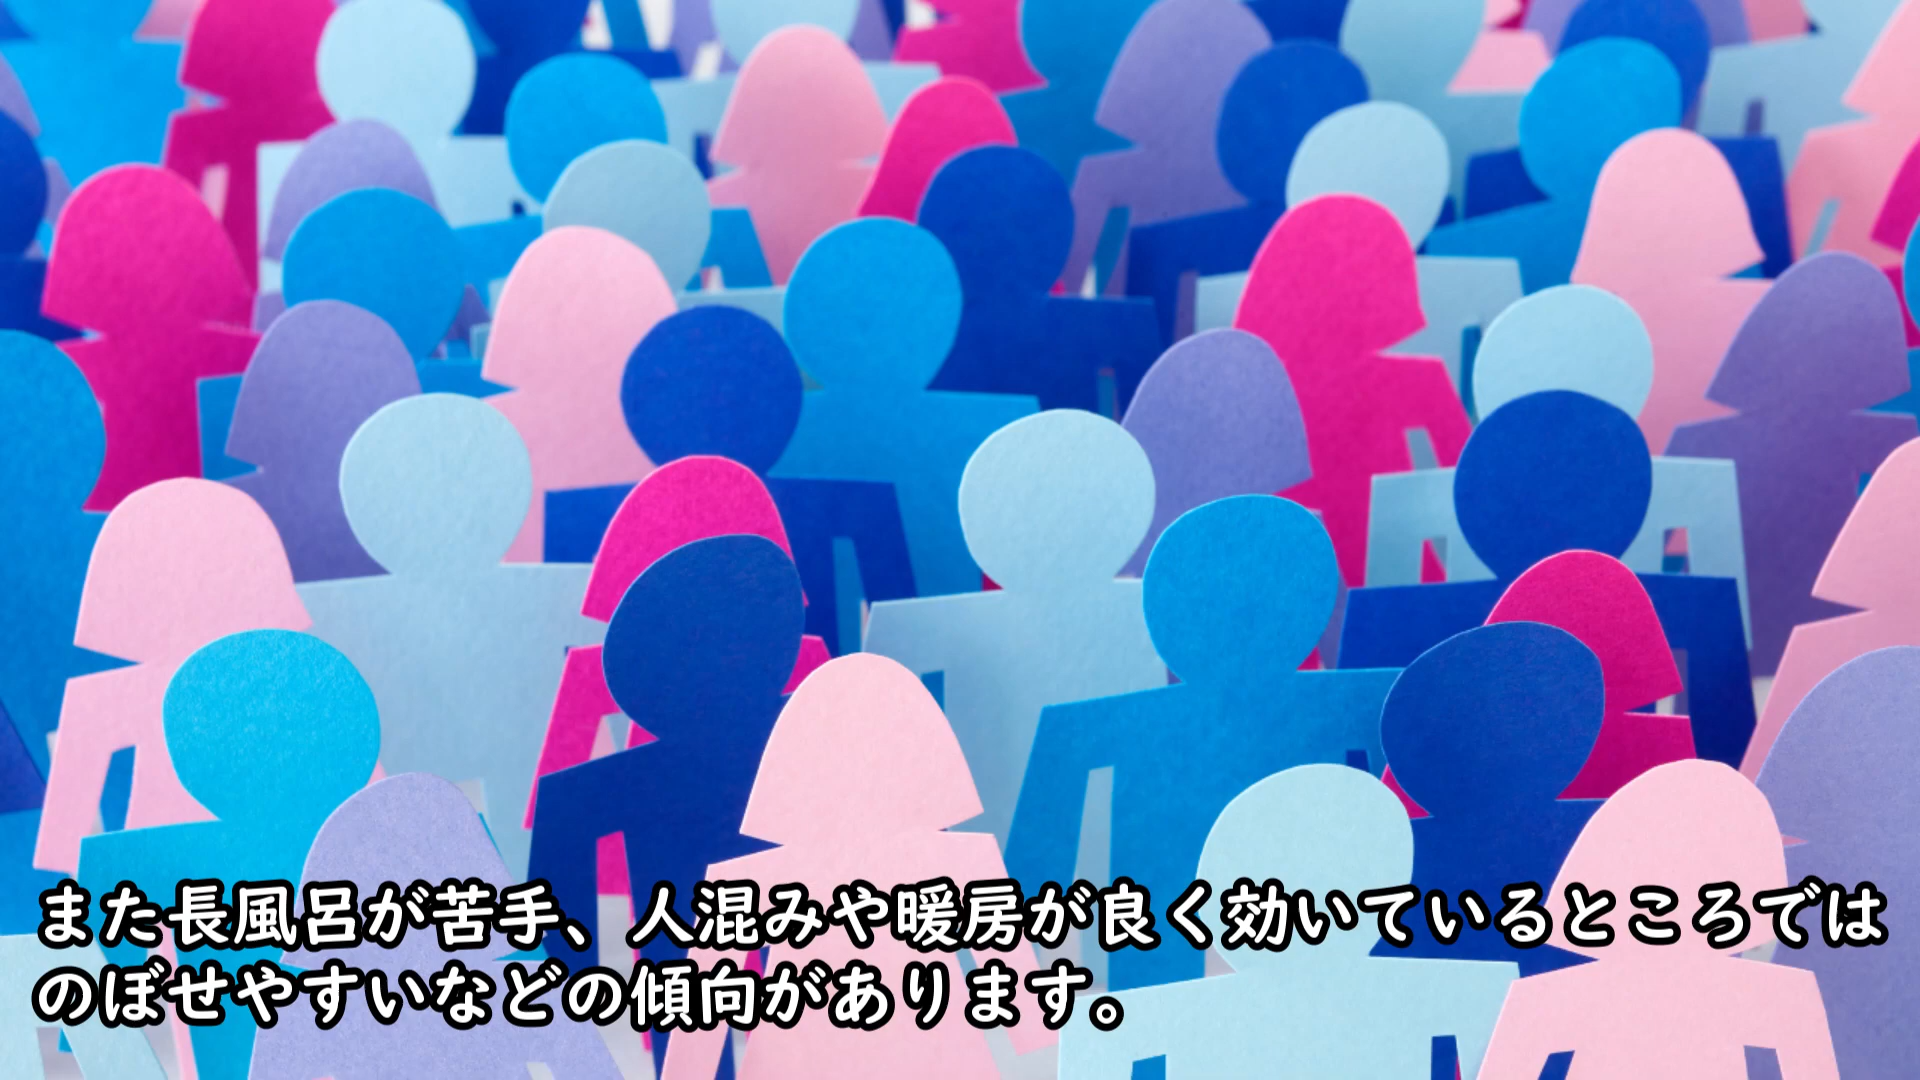 また長風呂が苦手、人混みや暖房が良く効いているところでは
のぼせやすいなどの傾向があります。